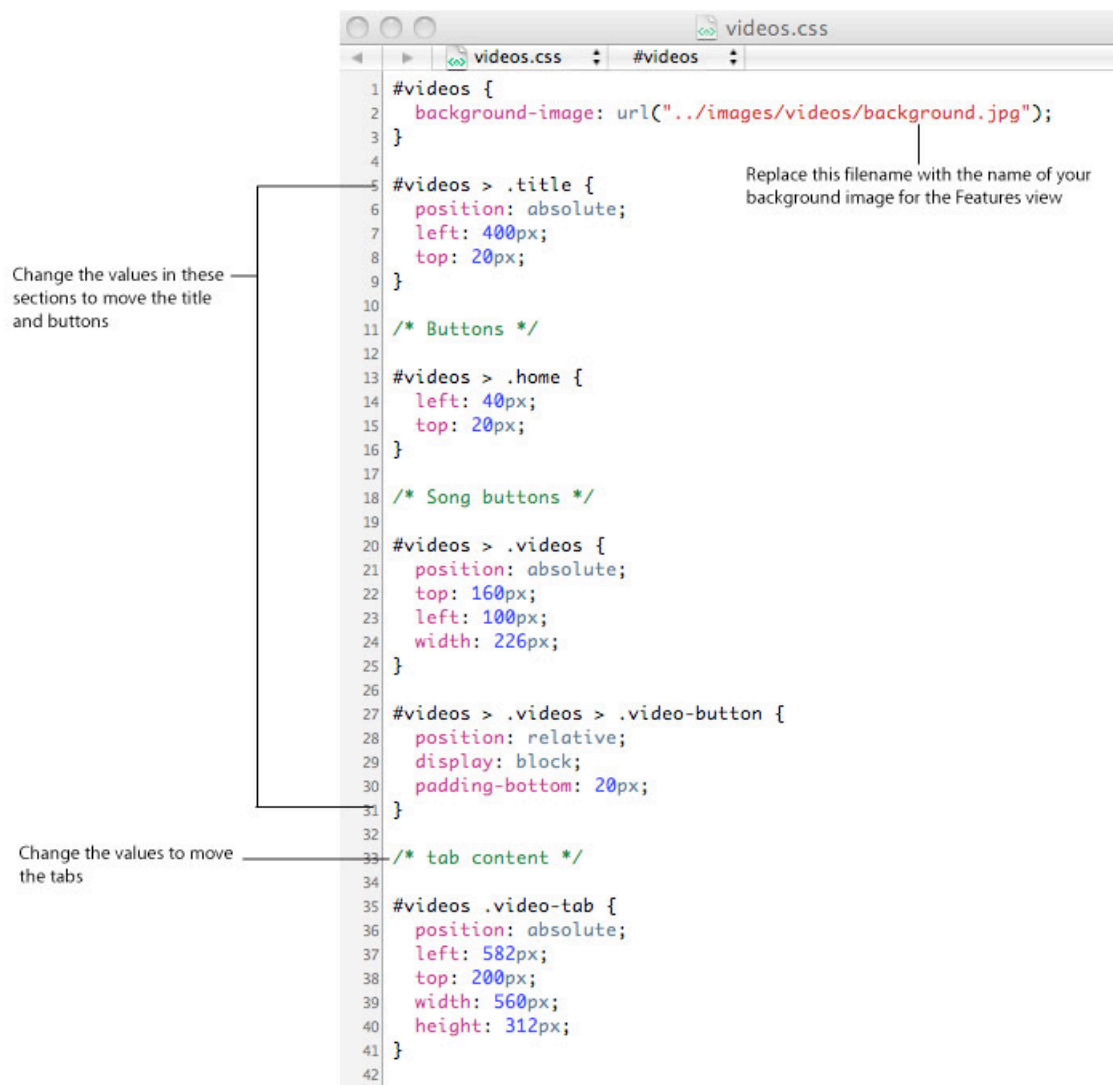 videos.css
videos.css #videos
1 #videos {
2 background-image: url("../images/videos/background.jpg");
3 }
4
Replace this filename with the name of your
background image for the Features view
5 #videos > .title {
6 position: absolute;
7 left: 400px;
8 top: 20px;
9 }
10
Change the values in these
sections to move the title
and buttons
11 /* Buttons */
12
13 #videos > .home {
14 left: 40px;
15 top: 20px;
16 }
17
18 /* Song buttons */
19
20 #videos > .videos {
21 position: absolute;
22 top: 160px;
23 left: 100px;
24 width: 226px;
25 }
26
27 #videos > .videos > .video-button {
28 position: relative;
29 display: block;
30 padding-bottom: 20px;
31 }
32
Change the values to move
the tabs
33 /* tab content */
34
35 #videos .video-tab {
36 position: absolute;
37 left: 582px;
38 top: 200px;
39 width: 560px;
40 height: 312px;
41 }
42